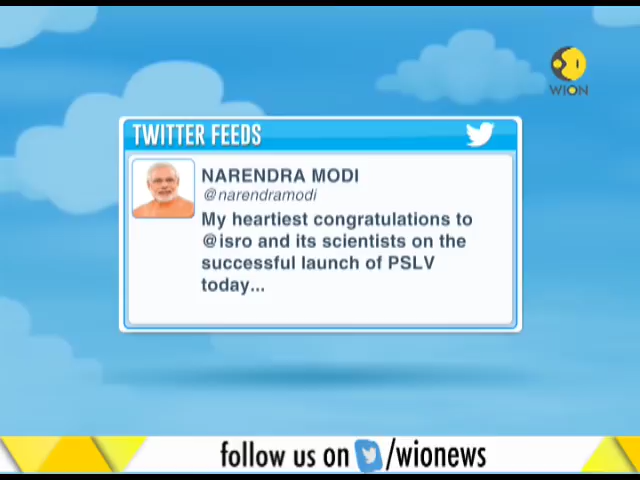 WION
TWITTER FEEDS
NARENDRA MODI
@narendramodi
My heartiest congratulations to
@isro and its scientists on the
successful launch of PSLV
today...
follow us on /wionews